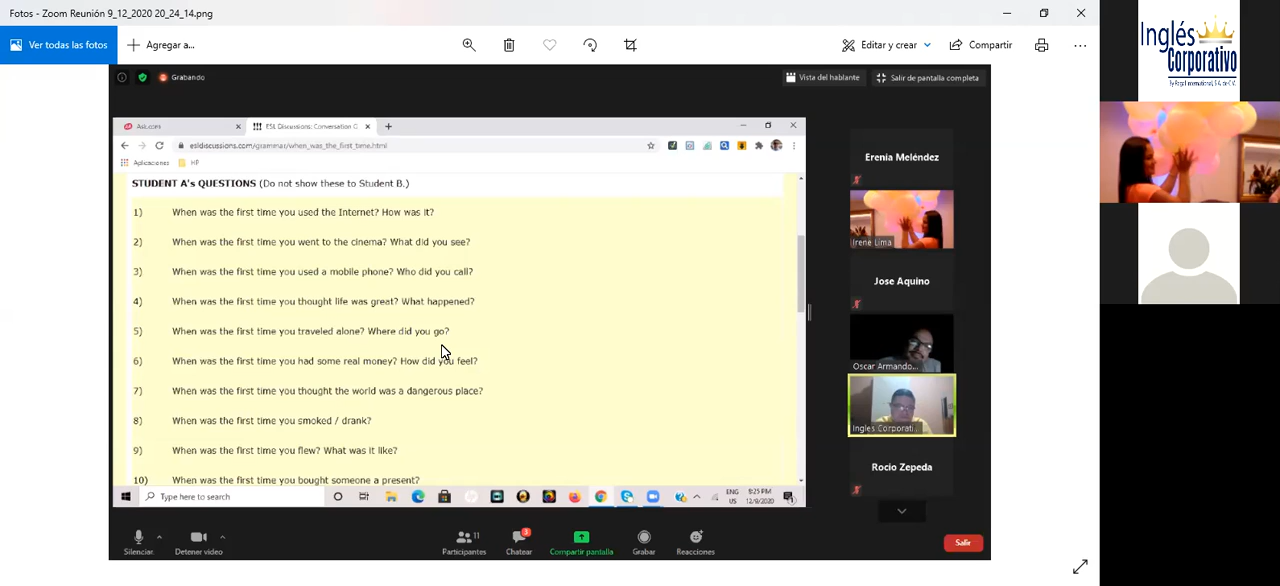 Fotos - Zoom Reunión 9_12_2020 20_24_14.png
Ver todas las fotos
Agregar a...
Editar y crear
Compartir
Inglés
Corporativo
Grabando
Vista del hablante
Salir de pantalla completa
Ask.com
ESL Discussions: Conversation Q
esldiscussions.com/grammar/when_was_the_first_time.html
Aplicaciones
HP
STUDENT A's QUESTIONS (Do not show these to Student B.)
1) When was the first time you used the Internet? How was it?
2) When was the first time you went to the cinema? What did you see?
3) When was the first time you used a mobile phone? Who did you call?
4) When was the first time you thought life was great? What happened?
5) When was the first time you traveled alone? Where did you go?
6) When was the first time you had some real money? How did you feel?
7) When was the first time you thought the world was a dangerous place?
8) When was the first time you smoked / drank?
9) When was the first time you flew? What was it like?
10) When was the first time you bought someone a present?
Type here to search
ENG
US
8:25 PM
12/9/2020
Erenia Meléndez
Irene Lima
Jose Aquino
Oscar Armando...
Ingles Corporati...
Rocio Zepeda
Silenciar
Detener video
11
Participantes
3
Chatear
Compartir pantalla
Grabar
Reacciones
Salir